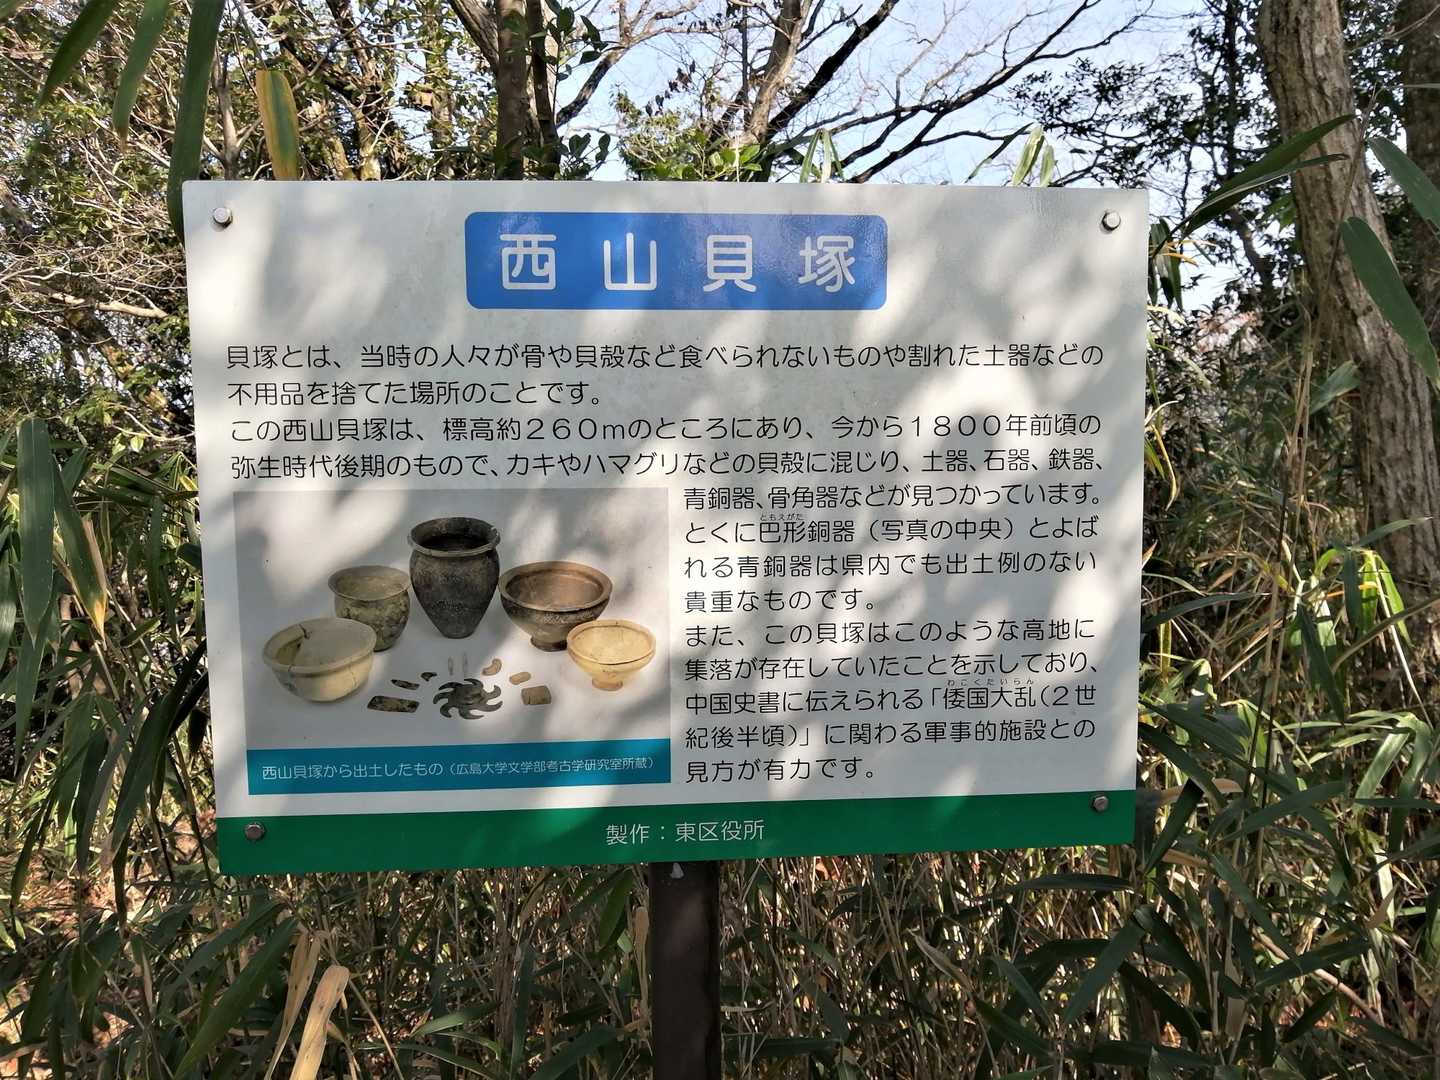 西山貝塚
貝塚とは、当時の人々が骨や貝殻など食べられないものや割れた土器などの
不用品を捨てた場所のことです。
この西山貝塚は、標高約２６０ｍのところにあり、今から１８００年前頃の
弥生時代後期のもので、カキやハマグリなどの貝殻に混じり、土器、石器、鉄器、
青銅器、骨角器などが見つかっています。
ともえがた
とくに巴形銅器（写真の中央）とよば
れる青銅器は県内でも出土例のない
貴重なものです。
また、この貝塚はこのような高地に
集落が存在していたことを示しており、
わこくたいらん
中国史書に伝えられる「倭国大乱（２世
紀後半頃）」に関わる軍事的施設との
見方が有力です。
西山貝塚から出土したもの（広島大学文学部考古学研究室所蔵）
製作：東区役所